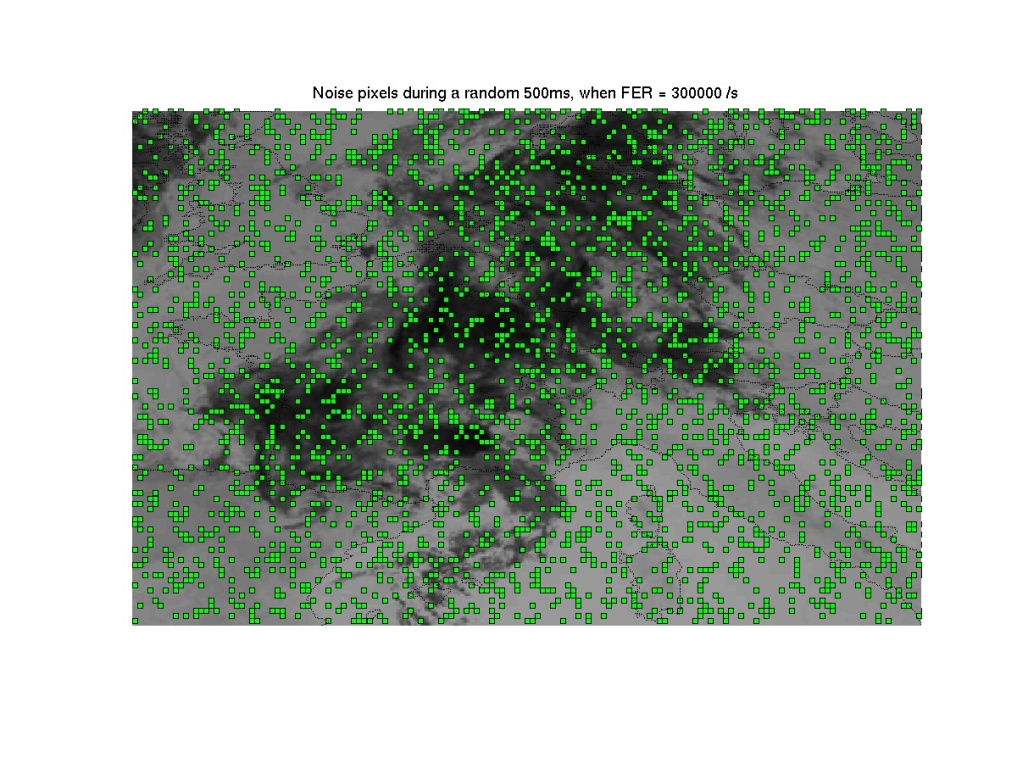 Noise pixels during a random 500ms, when FER = 300000 /s